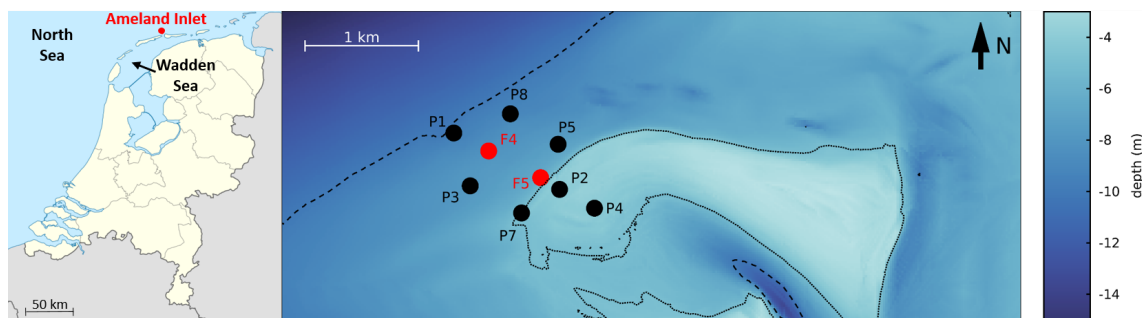 Ameland Inlet
North
Sea
Wadden
Sea
50 km
1 km
N
P8
P1
F4
P5
P3
F5
P2
P4
P7
-4
-6
-8
-10
-12
-14
depth (m)